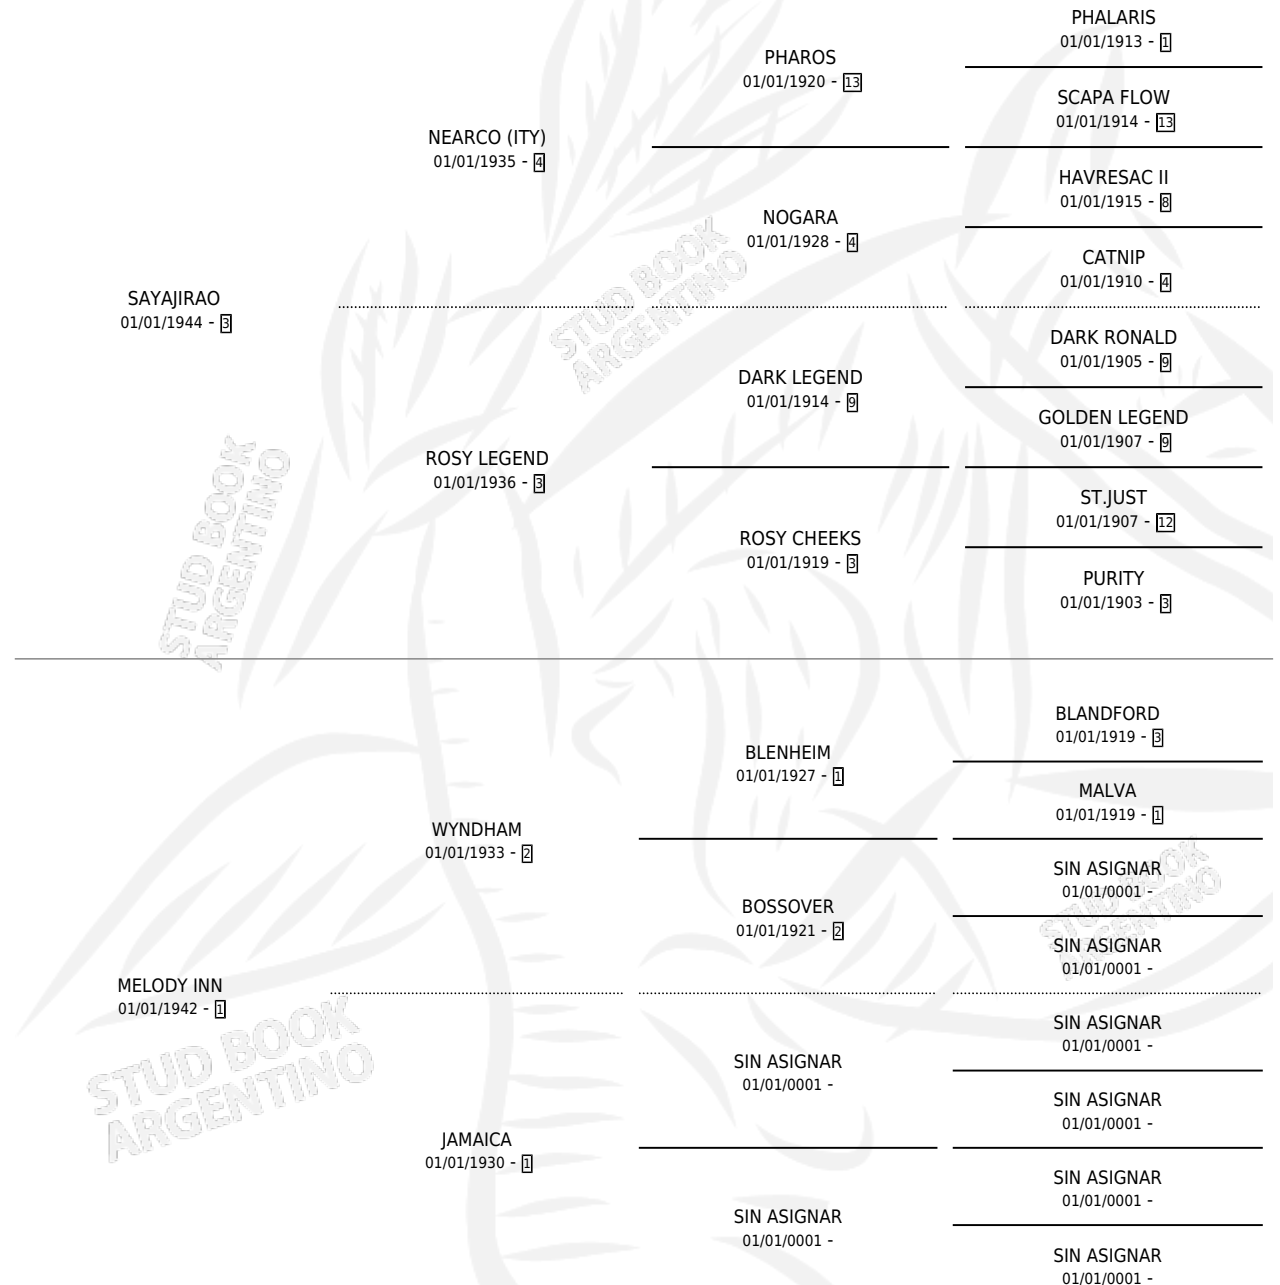 PHALARIS
01/01/1913 - 1
PHAROS
01/01/1920 - 13
SCAPA FLOW
01/01/1914 - 13
NEARCO (ITY)
01/01/1935 - 4
HAVRESAC II
01/01/1915 - 8
NOGARA
01/01/1928 - 4
CATNIP
01/01/1910 - 4
SAYAJIRAO
01/01/1944 - 3
STUD BOOK
ARGENTINO
DARK RONALD
01/01/1905 - 9
DARK LEGEND
01/01/1914 - 9
GOLDEN LEGEND
01/01/1907 - 9
ROSY LEGEND
01/01/1936 - 3
ST.JUST
01/01/1907 - 12
ROSY CHEEKS
01/01/1919 - 3
PURITY
01/01/1903 - 3
STUD BOOK
ARGENTINO
BLANDFORD
01/01/1919 - 3
BLENHEIM
01/01/1927 - 1
MALVA
01/01/1919 - 1
WYNDHAM
01/01/1933 - 2
SIN ASIGNAR
01/01/0001 -
BOSSOVER
01/01/1921 - 2
SIN ASIGNAR
01/01/0001 -
STUD BOOK
ARGENTINO
MELODY INN
01/01/1942 - 1
SIN ASIGNAR
01/01/0001 -
SIN ASIGNAR
01/01/0001 -
SIN ASIGNAR
01/01/0001 -
STUD BOOK
ARGENTINO
JAMAICA
01/01/1930 - 1
SIN ASIGNAR
01/01/0001 -
SIN ASIGNAR
01/01/0001 -
SIN ASIGNAR
01/01/0001 -